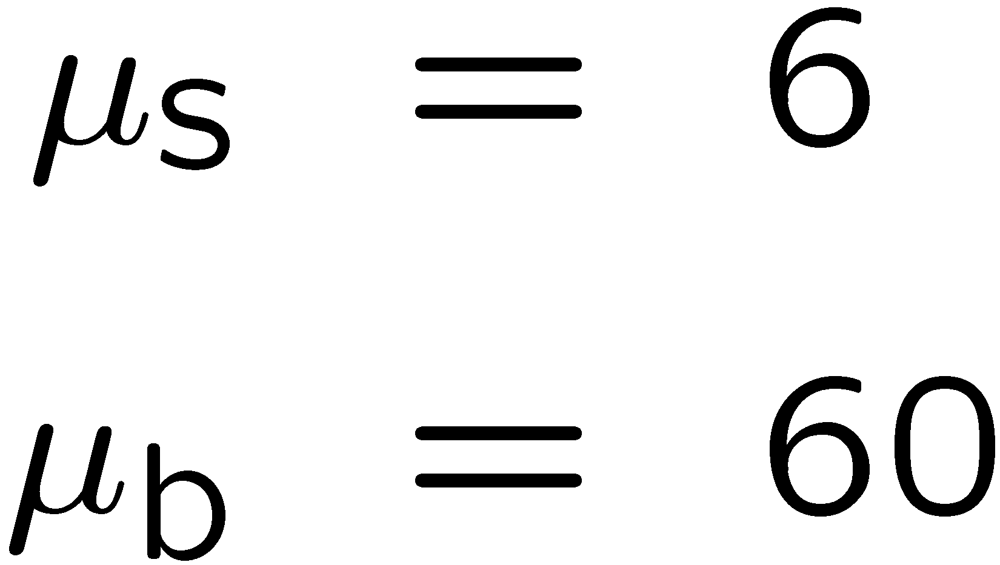 μs = 6
μb = 60